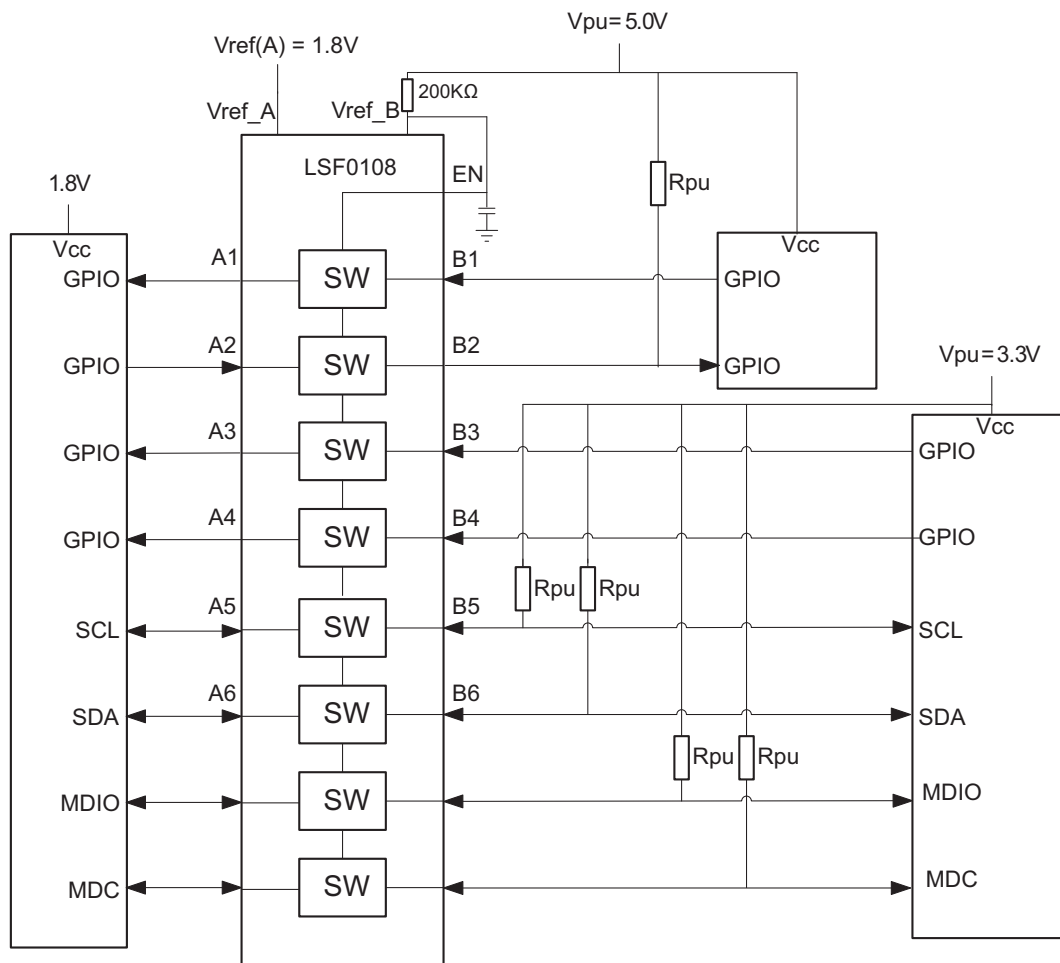 Vpu=5.0V
Vref(A) = 1.8V
200KΩ
Vref_A
Vref_B
LSF0108
EN
Rpu
1.8V
Vcc
Vcc
GPIO
A1
SW
B1
GPIO
GPIO
A2
SW
B2
GPIO
Vpu=3.3V
Vcc
GPIO
A3
SW
B3
GPIO
GPIO
A4
SW
B4
GPIO
Rpu
Rpu
SCL
A5
SW
B5
SCL
SDA
A6
SW
B6
SDA
Rpu
Rpu
MDIO
SW
MDIO
MDC
SW
MDC